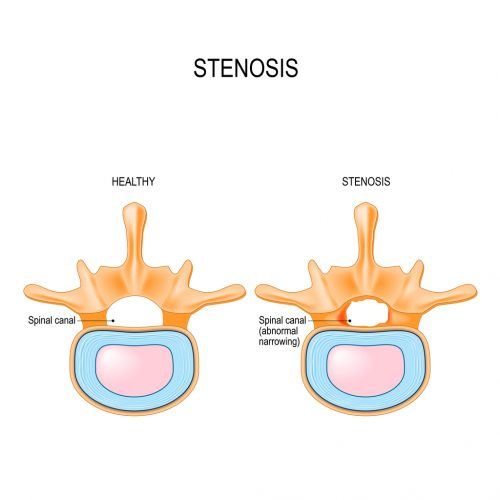 STENOSIS
HEALTHY
STENOSIS
Spinal canal
Spinal canal
(abnormal
narrowing)